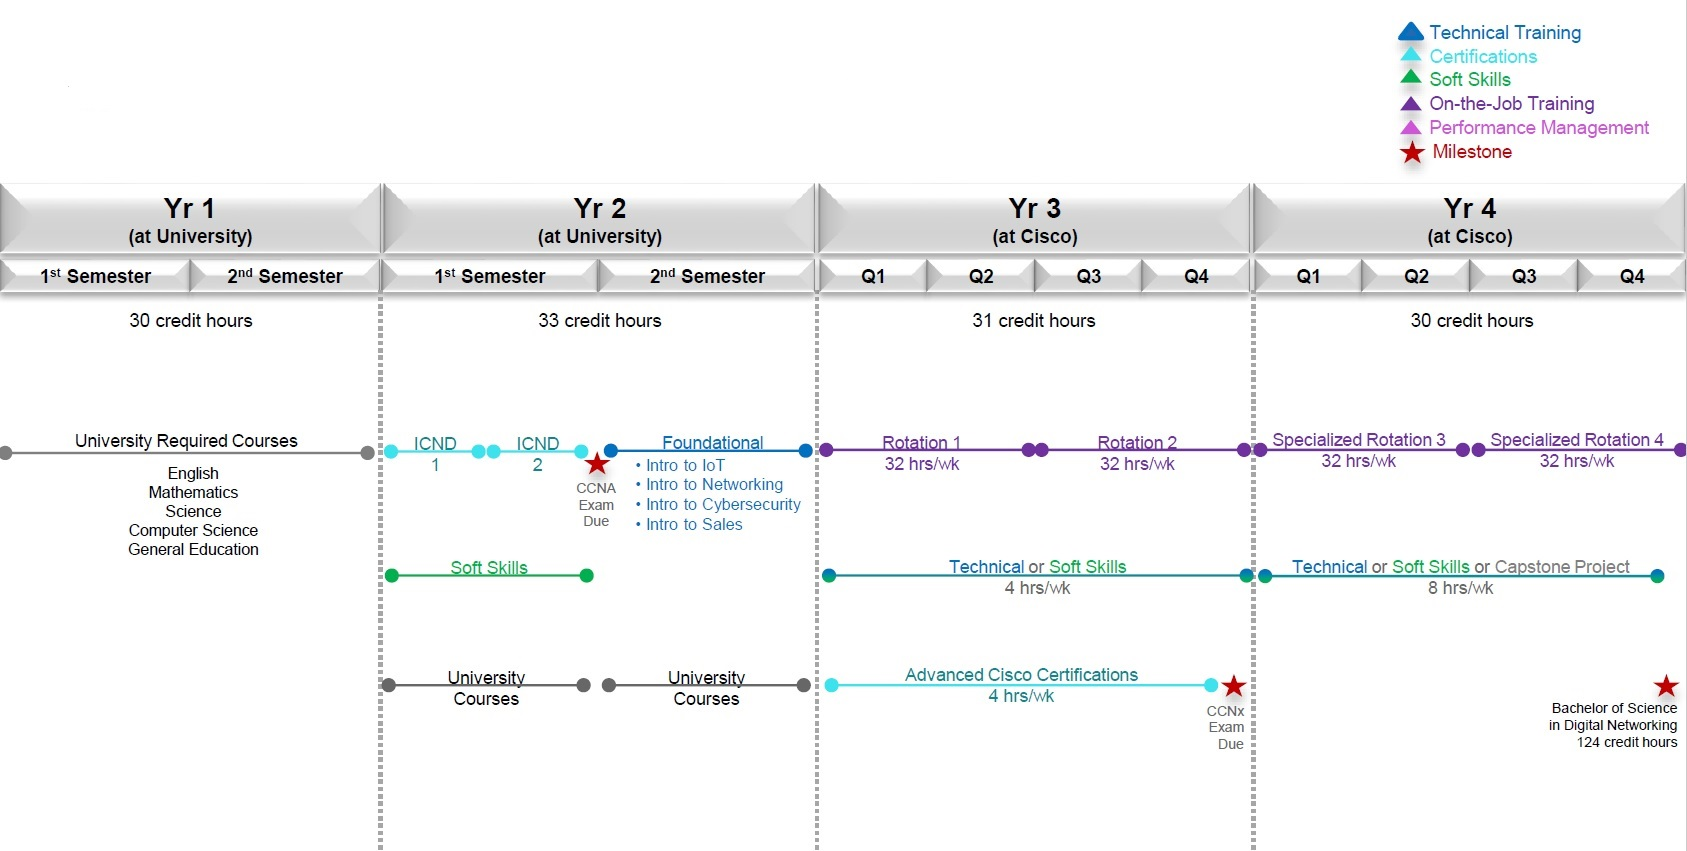 Technical Training
Certifications
Soft Skills
On-the-Job Training
Performance Management
Milestone
Yr 1
(at University)
Yr 2
(at University)
Yr 3
(at Cisco)
Yr 4
(at Cisco)
1st Semester
2nd Semester
1st Semester
2nd Semester
Q1
Q2
Q3
Q4
Q1
Q2
Q3
Q4
30 credit hours
33 credit hours
31 credit hours
30 credit hours
University Required Courses
English
Mathematics
Science
Computer Science
General Education
ICND
1
ICND
2
CCNA
Exam
Due
Foundational
• Intro to IoT
• Intro to Networking
• Intro to Cybersecurity
• Intro to Sales
Rotation 1
32 hrs/wk
Rotation 2
32 hrs/wk
Specialized Rotation 3
32 hrs/wk
Specialized Rotation 4
32 hrs/wk
Soft Skills
Technical or Soft Skills
4 hrs/wk
Technical or Soft Skills or Capstone Project
8 hrs/wk
University
Courses
University
Courses
Advanced Cisco Certifications
4 hrs/wk
CCNx
Exam
Due
Bachelor of Science
in Digital Networking
124 credit hours